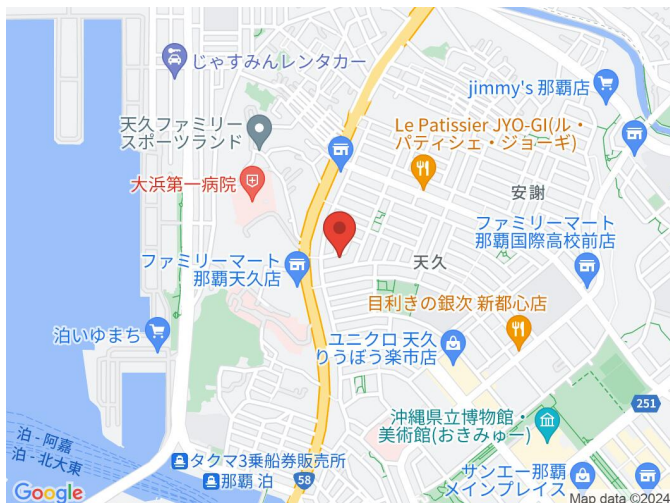 じゃすみんレンタカー
jimmy's 那覇店
天久ファミリー
スポーツランド
Le Patissier JYO-GI(ル・
パティシェ・ジョーギ)
大浜第一病院
安謝
ファミリーマート
那覇国際高校前店
ファミリーマート
那覇天久店
天久
目利きの銀次 新都心店
泊いゆまち
ユニクロ 天久
りうぼう楽市店
251
沖縄県立博物館・
美術館(おきみゅー)
泊 - 阿嘉
泊 - 北大東
タクマ3乗船券販売所
那覇 泊
58
サンエー那覇
メインプレイス
Google
Map data ©2024